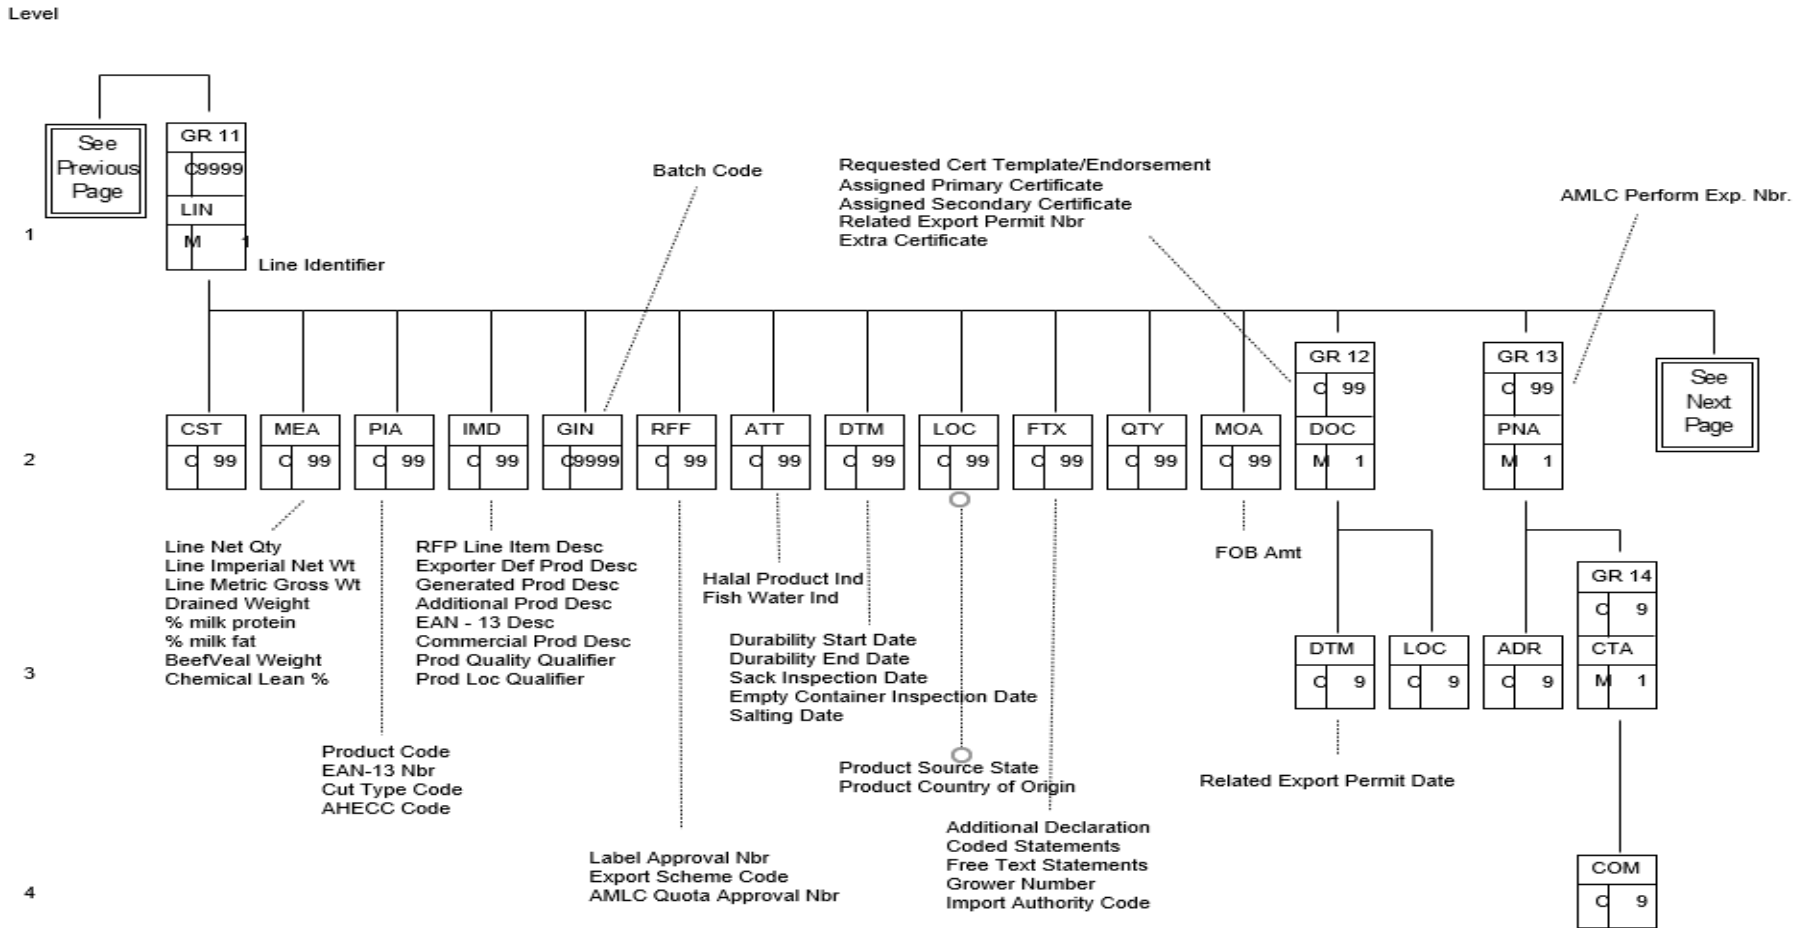 Level
See
Previous
Page
GR 11
C9999
LIN
M 1
Line Identifier
Batch Code
Requested Cert Template/Endorsement
Assigned Primary Certificate
Assigned Secondary Certificate
Related Export Permit Nbr
Extra Certificate
AMLC Perform Exp. Nbr.
1
GR 12
C 99
DOC
M 1
GR 13
C 99
PNA
M 1
See
Next
Page
2
CST
C 99
MEA
C 99
PIA
C 99
IMD
C 99
GIN
C9999
RFF
C 99
ATT
C 99
DTM
C 99
LOC
C 99
FTX
C 99
QTY
C 99
MOA
C 99
Line Net Qty
Line Imperial Net Wt
Line Metric Gross Wt
Drained Weight
% milk protein
% milk fat
BeefVeal Weight
Chemical Lean %
RFP Line Item Desc
Exporter Def Prod Desc
Generated Prod Desc
Additional Prod Desc
EAN - 13 Desc
Commercial Prod Desc
Prod Quality Qualifier
Prod Loc Qualifier
Halal Product Ind
Fish Water Ind
Durability Start Date
Durability End Date
Sack Inspection Date
Empty Container Inspection Date
Salting Date
FOB Amt
3
DTM
C 9
LOC
C 9
ADR
C 9
GR 14
C 9
CTA
M 1
Product Code
EAN-13 Nbr
Cut Type Code
AHECC Code
Product Source State
Product Country of Origin
Related Export Permit Date
Label Approval Nbr
Export Scheme Code
AMLC Quota Approval Nbr
Additional Declaration
Coded Statements
Free Text Statements
Grower Number
Import Authority Code
4
COM
C 9